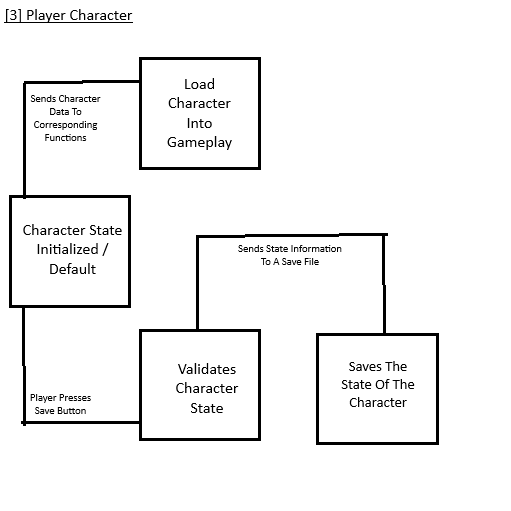 [3] Player Character
Load
Character
Into
Gameplay
Sends Character
Data To
Corresponding
Functions
Character State
Initialized /
Default
Sends State Information
To A Save File
Validates
Character
State
Saves The
State Of The
Character
Player Presses
Save Button